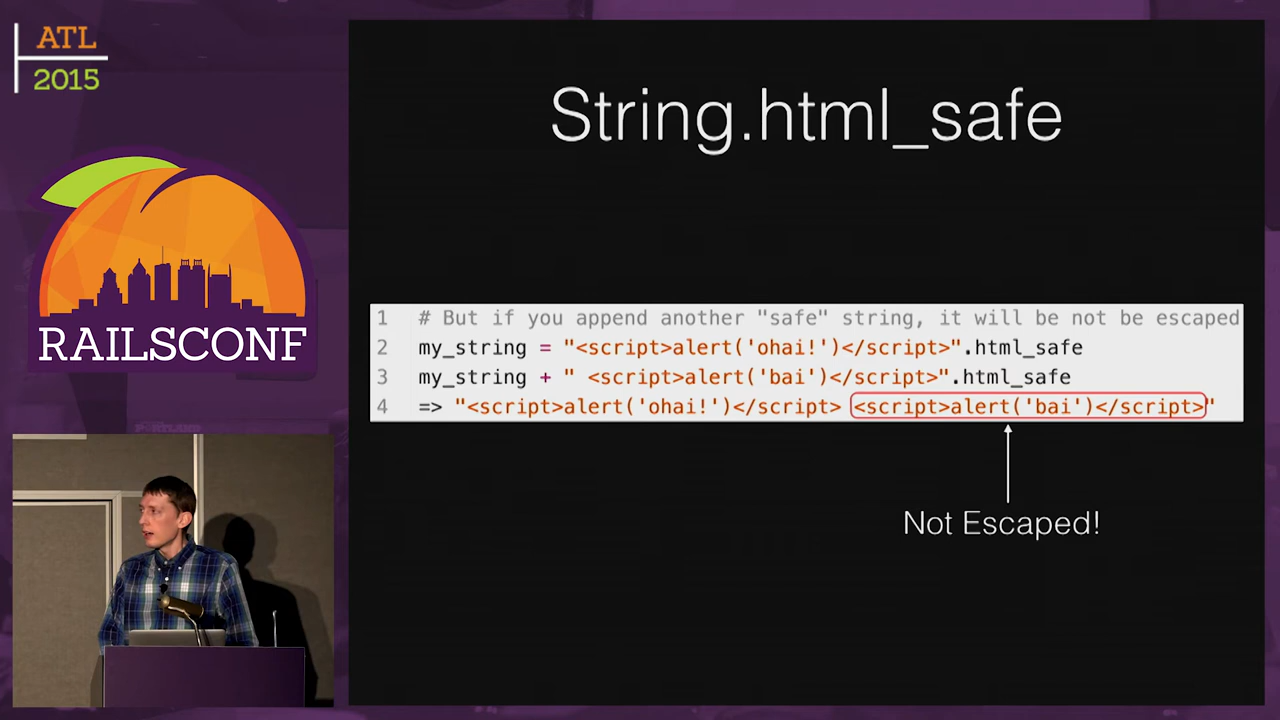 ATL
2015
RAILSCONF
String.html_safe
1 # But if you append another "safe" string, it will be not be escaped
2 my_string = "<script>alert('ohai!')</script>".html_safe
3 my_string + " <script>alert('bai')</script>".html_safe
4 => "<script>alert('ohai!')</script> <script>alert('bai')</script>"
Not Escaped!